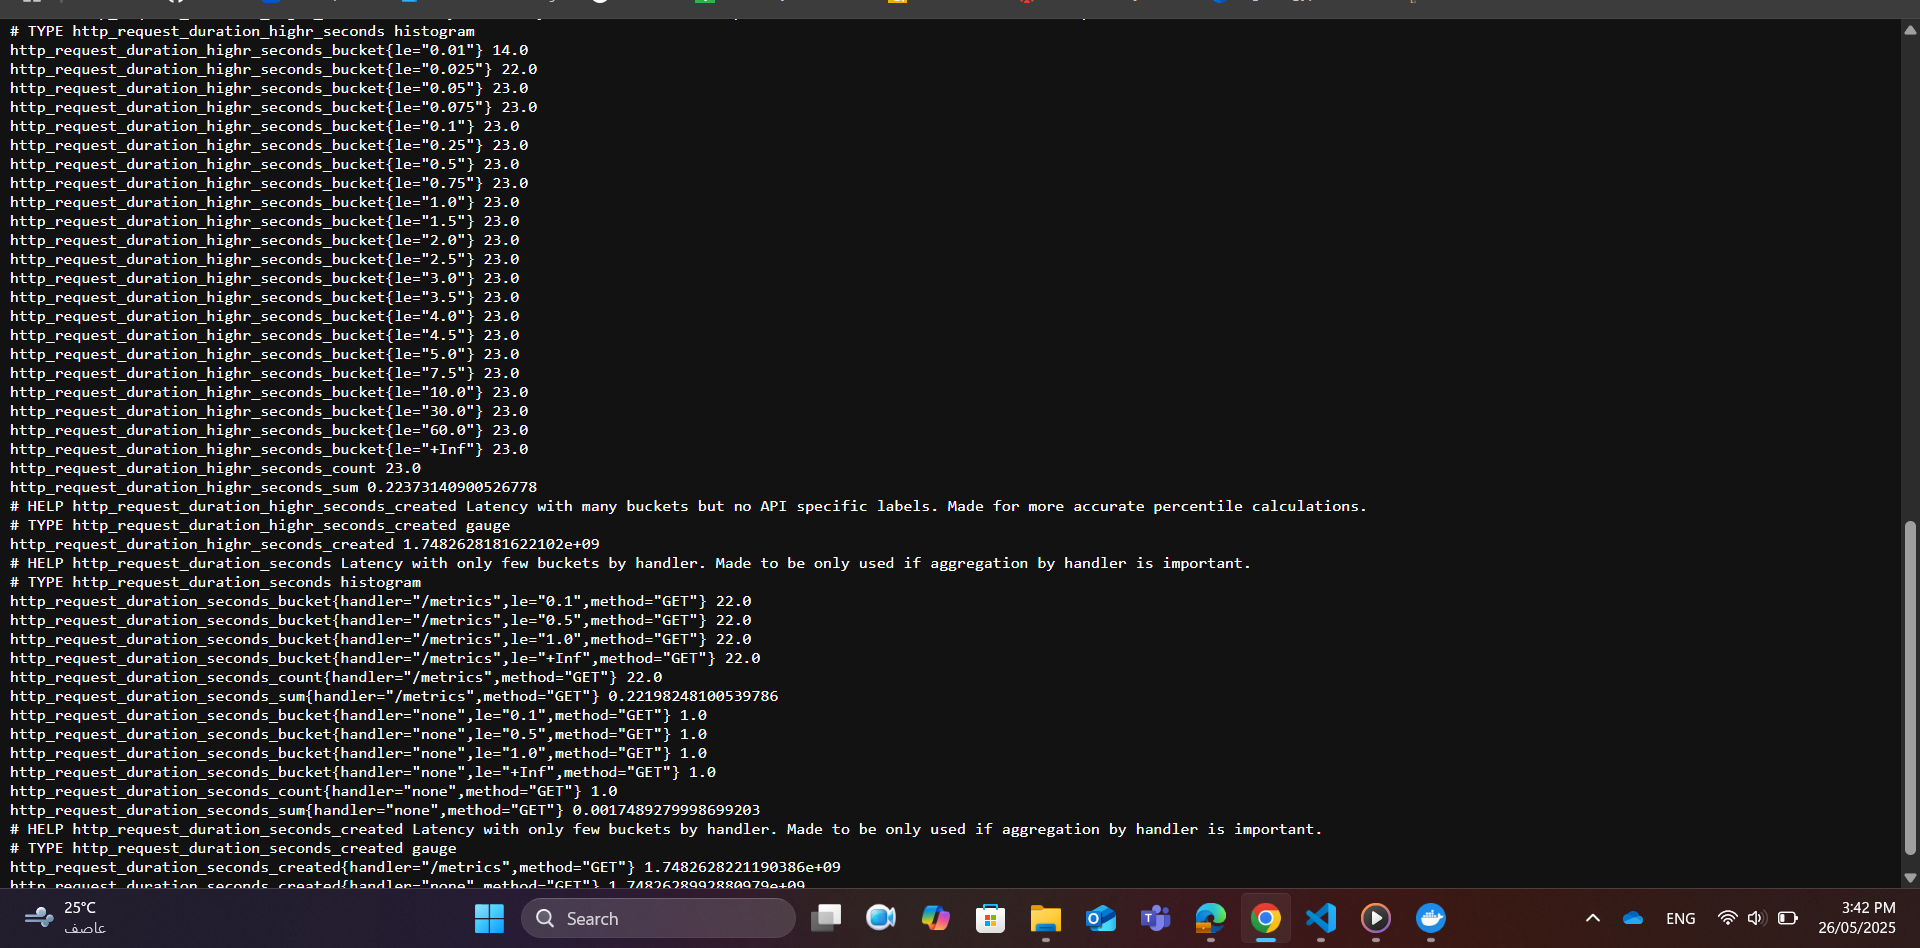 # TYPE http_request_duration_highr_seconds histogram
http_request_duration_highr_seconds_bucket{le="0.01"} 14.0
http_request_duration_highr_seconds_bucket{le="0.025"} 22.0
http_request_duration_highr_seconds_bucket{le="0.05"} 23.0
http_request_duration_highr_seconds_bucket{le="0.075"} 23.0
http_request_duration_highr_seconds_bucket{le="0.1"} 23.0
http_request_duration_highr_seconds_bucket{le="0.25"} 23.0
http_request_duration_highr_seconds_bucket{le="0.5"} 23.0
http_request_duration_highr_seconds_bucket{le="0.75"} 23.0
http_request_duration_highr_seconds_bucket{le="1.0"} 23.0
http_request_duration_highr_seconds_bucket{le="1.5"} 23.0
http_request_duration_highr_seconds_bucket{le="2.0"} 23.0
http_request_duration_highr_seconds_bucket{le="2.5"} 23.0
http_request_duration_highr_seconds_bucket{le="3.0"} 23.0
http_request_duration_highr_seconds_bucket{le="3.5"} 23.0
http_request_duration_highr_seconds_bucket{le="4.0"} 23.0
http_request_duration_highr_seconds_bucket{le="4.5"} 23.0
http_request_duration_highr_seconds_bucket{le="5.0"} 23.0
http_request_duration_highr_seconds_bucket{le="7.5"} 23.0
http_request_duration_highr_seconds_bucket{le="10.0"} 23.0
http_request_duration_highr_seconds_bucket{le="30.0"} 23.0
http_request_duration_highr_seconds_bucket{le="60.0"} 23.0
http_request_duration_highr_seconds_bucket{le="+Inf"} 23.0
http_request_duration_highr_seconds_count 23.0
http_request_duration_highr_seconds_sum 0.22373140900526778
# HELP http_request_duration_highr_seconds_created Latency with many buckets but no API specific labels. Made for more accurate percentile calculations.
# TYPE http_request_duration_highr_seconds_created gauge
http_request_duration_highr_seconds_created 1.7482628181622102e+09
# HELP http_request_duration_seconds Latency with only few buckets by handler. Made to be only used if aggregation by handler is important.
# TYPE http_request_duration_seconds histogram
http_request_duration_seconds_bucket{handler="/metrics",le="0.1",method="GET"} 22.0
http_request_duration_seconds_bucket{handler="/metrics",le="0.5",method="GET"} 22.0
http_request_duration_seconds_bucket{handler="/metrics",le="1.0",method="GET"} 22.0
http_request_duration_seconds_bucket{handler="/metrics",le="+Inf",method="GET"} 22.0
http_request_duration_seconds_count{handler="/metrics",method="GET"} 22.0
http_request_duration_seconds_sum{handler="/metrics",method="GET"} 0.22198248100539786
http_request_duration_seconds_bucket{handler="none",le="0.1",method="GET"} 1.0
http_request_duration_seconds_bucket{handler="none",le="0.5",method="GET"} 1.0
http_request_duration_seconds_bucket{handler="none",le="1.0",method="GET"} 1.0
http_request_duration_seconds_bucket{handler="none",le="+Inf",method="GET"} 1.0
http_request_duration_seconds_count{handler="none",method="GET"} 1.0
http_request_duration_seconds_sum{handler="none",method="GET"} 0.0017489279998699203
# HELP http_request_duration_seconds_created Latency with only few buckets by handler. Made to be only used if aggregation by handler is important.
# TYPE http_request_duration_seconds_created gauge
http_request_duration_seconds_created{handler="/metrics",method="GET"} 1.7482628221190386e+09
http_request_duration_seconds_created{handler="none",method="GET"} 1.7482628992880979e+09
25°C
عاصف
Search
ENG
3:42 PM
26/05/2025